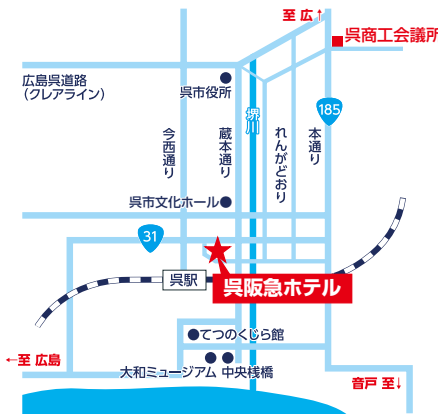 至 広↑
呉商工会議所
広島呉道路
（クレアライン）
呉市役所
185
堺川
今西通り
蔵本通り
れんがどおり
本通り
呉市文化ホール
31
呉駅
呉阪急ホテル
てつのくじら館
←至 広島
大和ミュージアム 中央桟橋
音戸 至↓